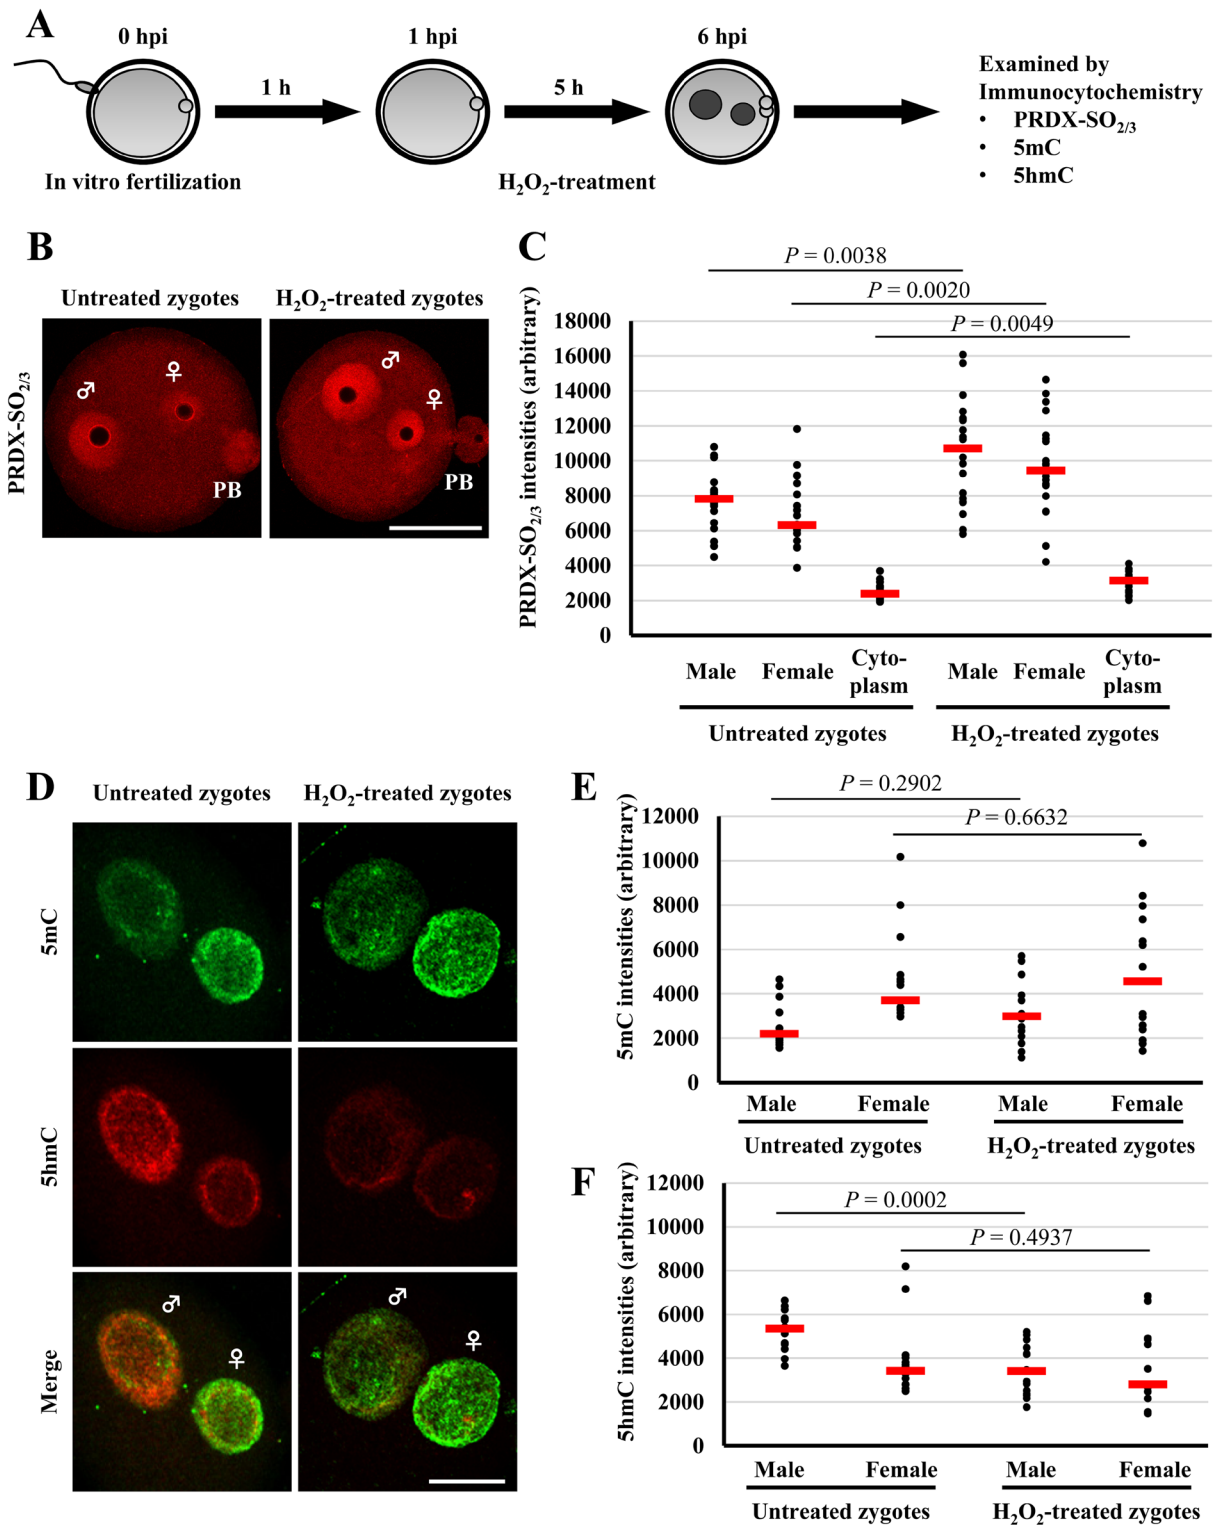 A
0 hpi
1 hpi
6 hpi
1 h
5 h
In vitro fertilization
H₂O₂-treatment
Examined by
Immunocytochemistry
• PRDX-SO₂/₃
• 5mC
• 5hmC
B
Untreated zygotes
H₂O₂-treated zygotes
PRDX-SO₂/₃
♂
♀
PB
♂
♀
PB
C
P = 0.0038
P = 0.0020
P = 0.0049
PRDX-SO₂/₃ intensities (arbitrary)
18000
16000
14000
12000
10000
8000
6000
4000
2000
0
Male
Female
Cyto-
plasm
Male
Female
Cyto-
plasm
Untreated zygotes
H₂O₂-treated zygotes
D
Untreated zygotes
H₂O₂-treated zygotes
5mC
5hmC
Merge
♂
♀
♂
♀
E
P = 0.2902
P = 0.6632
5mC intensities (arbitrary)
12000
10000
8000
6000
4000
2000
0
Male
Female
Male
Female
Untreated zygotes
H₂O₂-treated zygotes
F
P = 0.0002
P = 0.4937
5hmC intensities (arbitrary)
12000
10000
8000
6000
4000
2000
0
Male
Female
Male
Female
Untreated zygotes
H₂O₂-treated zygotes